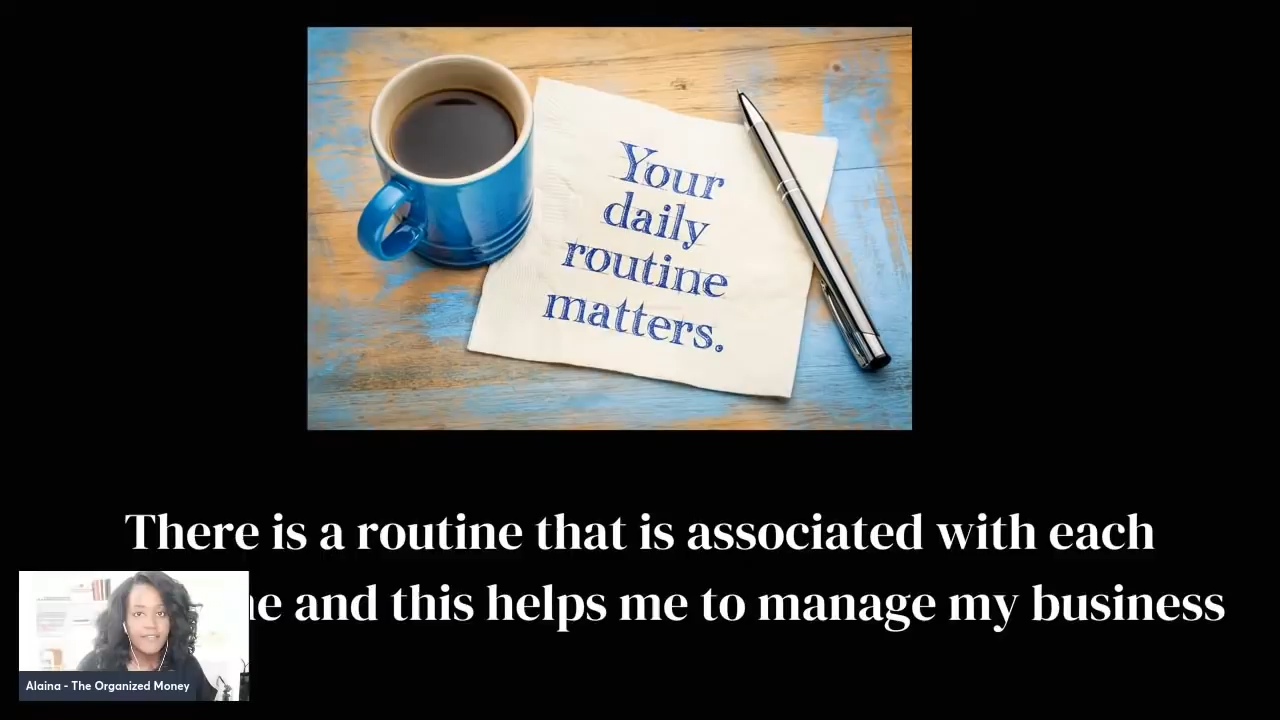 Your
daily
routine
matters.
There is a routine that is associated with each
and this helps me to manage my business
Alaina - The Organized Money